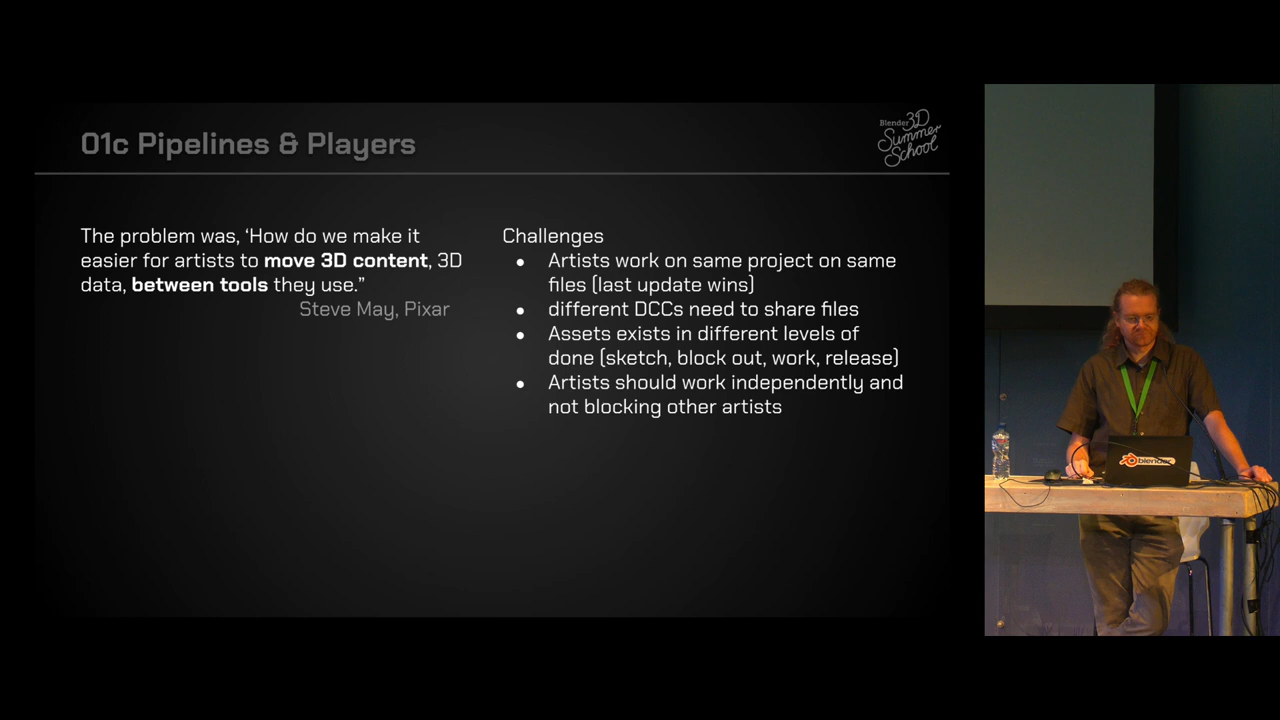 01c Pipelines & Players
Blender 3D
Summer
School
The problem was, ‘How do we make it
easier for artists to move 3D content, 3D
data, between tools they use.”
Steve May, Pixar
Challenges
● Artists work on same project on same
files (last update wins)
● different DCCs need to share files
● Assets exists in different levels of
done (sketch, block out, work, release)
● Artists should work independently and
not blocking other artists
blender